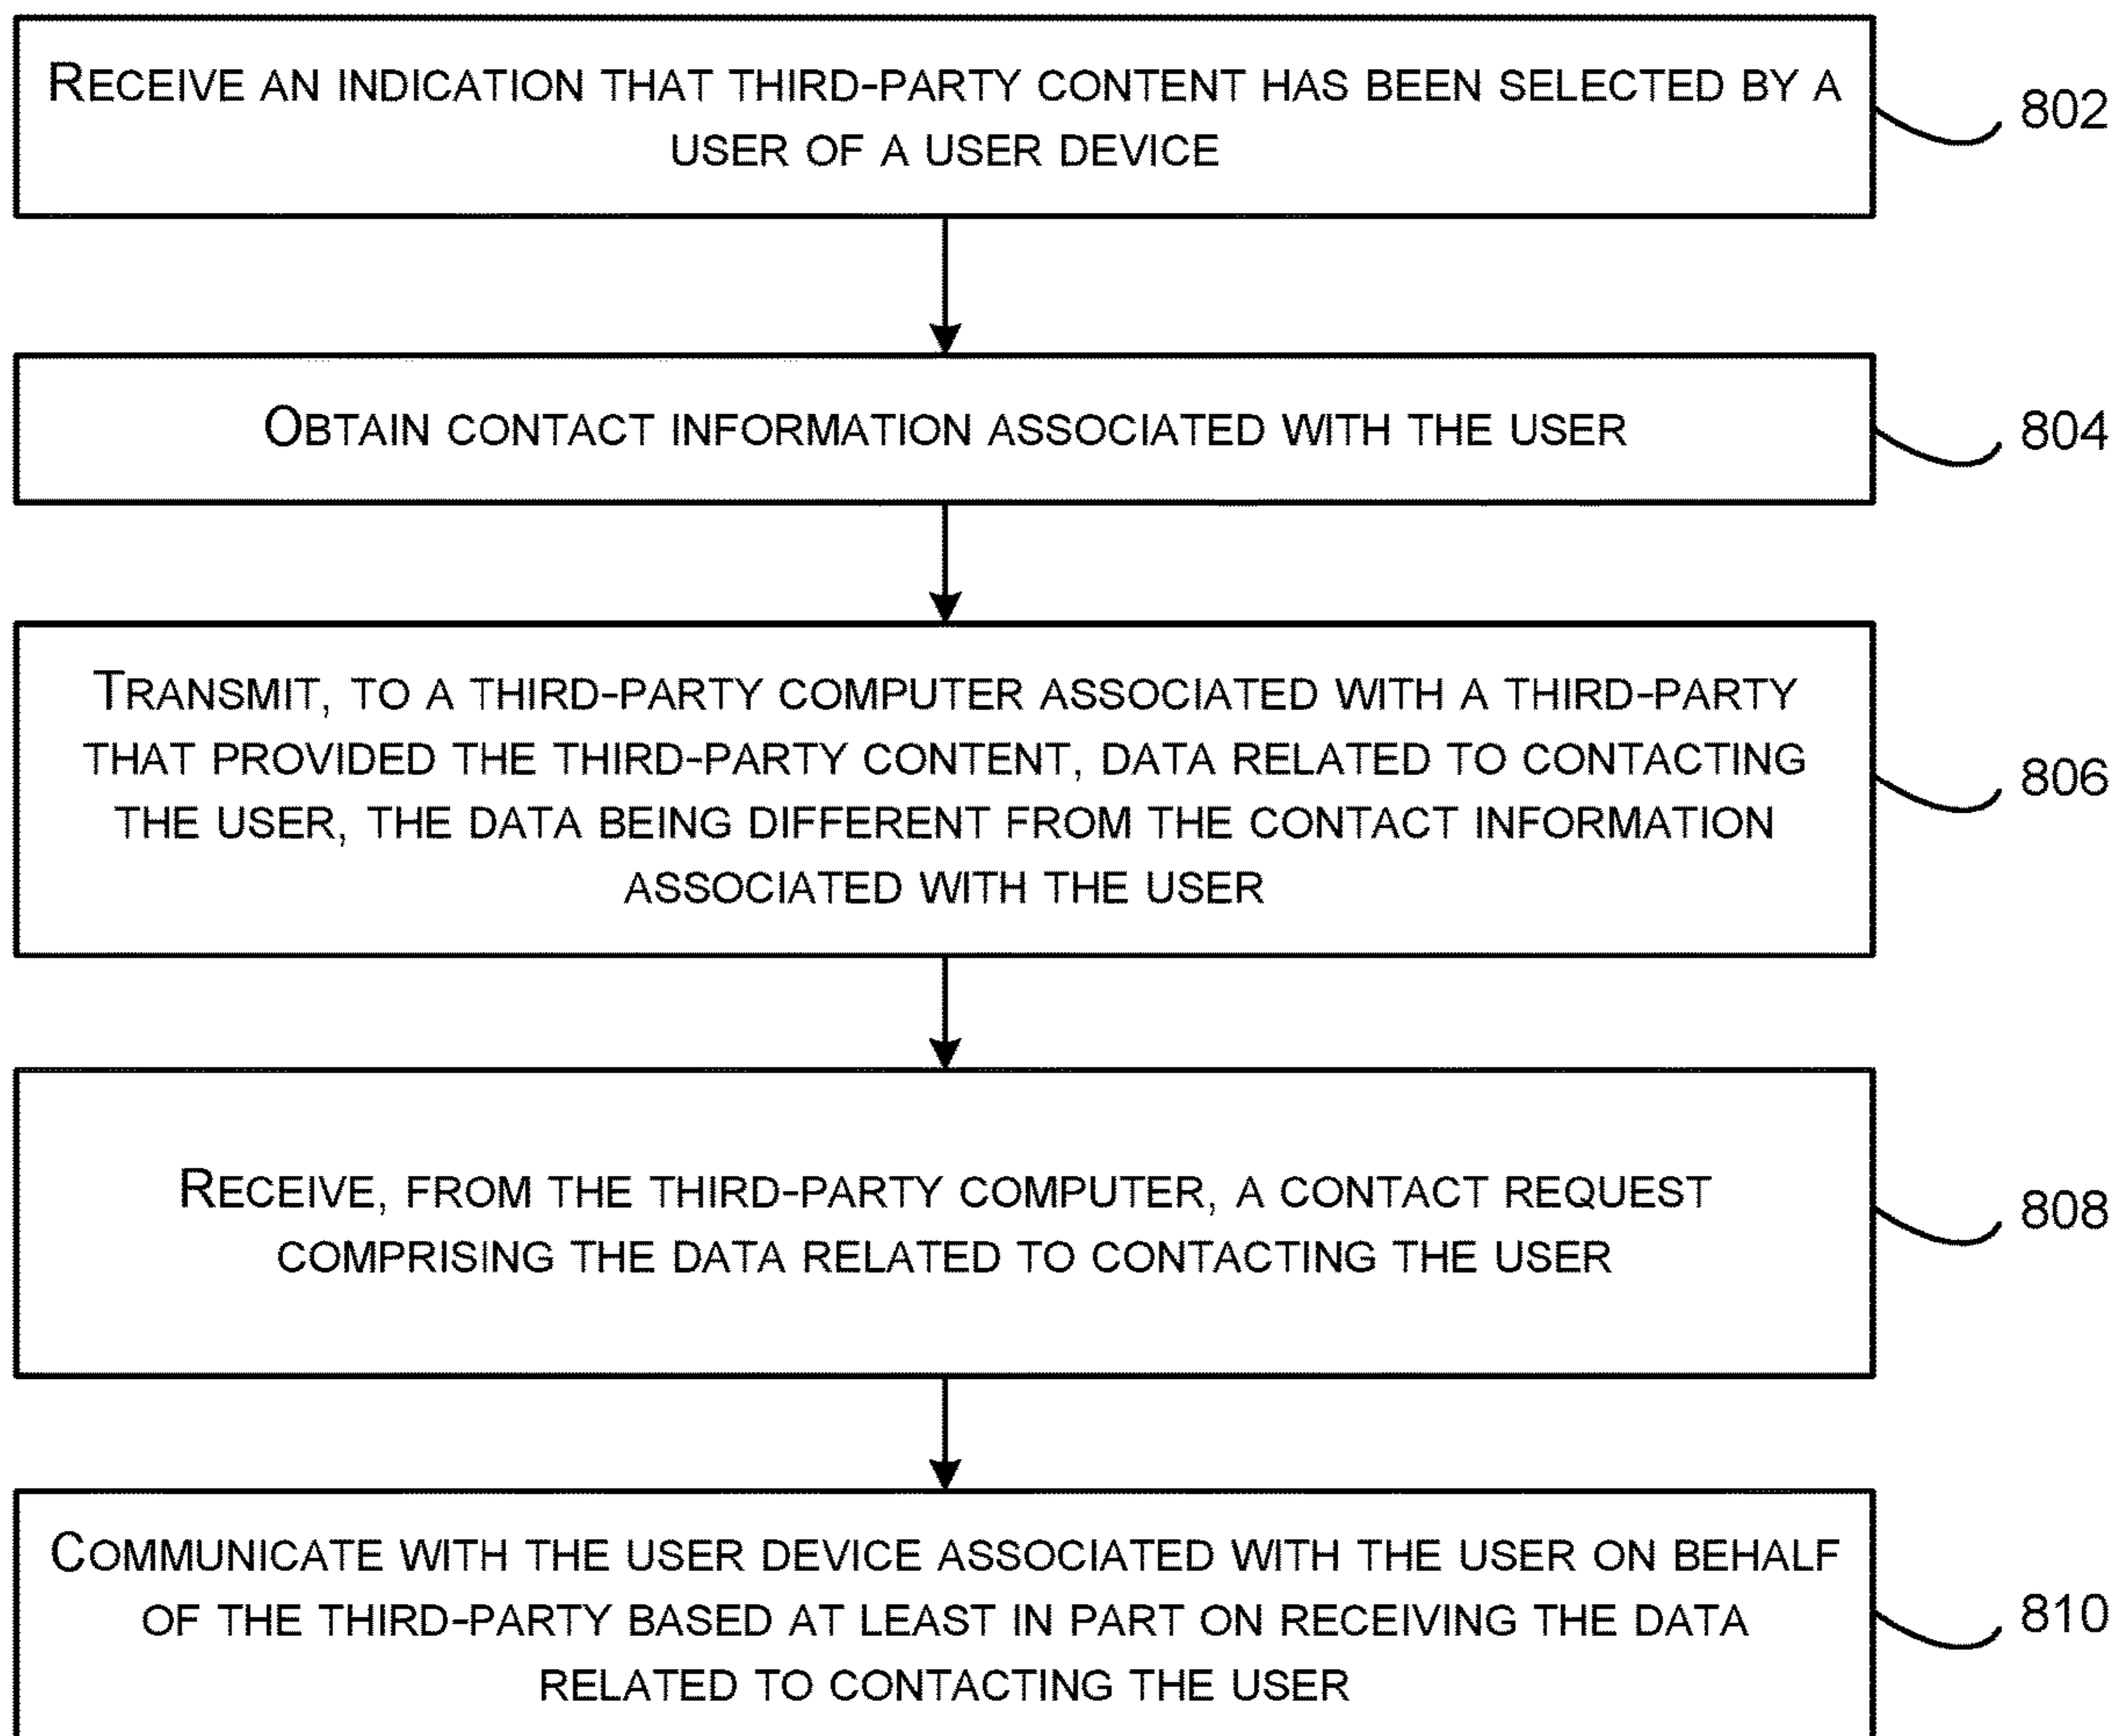 RECEIVE AN INDICATION THAT THIRD-PARTY CONTENT HAS BEEN SELECTED BY A
USER OF A USER DEVICE
802
OBTAIN CONTACT INFORMATION ASSOCIATED WITH THE USER
804
TRANSMIT, TO A THIRD-PARTY COMPUTER ASSOCIATED WITH A THIRD-PARTY
THAT PROVIDED THE THIRD-PARTY CONTENT, DATA RELATED TO CONTACTING
THE USER, THE DATA BEING DIFFERENT FROM THE CONTACT INFORMATION
ASSOCIATED WITH THE USER
806
RECEIVE, FROM THE THIRD-PARTY COMPUTER, A CONTACT REQUEST
COMPRISING THE DATA RELATED TO CONTACTING THE USER
808
COMMUNICATE WITH THE USER DEVICE ASSOCIATED WITH THE USER ON BEHALF
OF THE THIRD-PARTY BASED AT LEAST IN PART ON RECEIVING THE DATA
RELATED TO CONTACTING THE USER
810